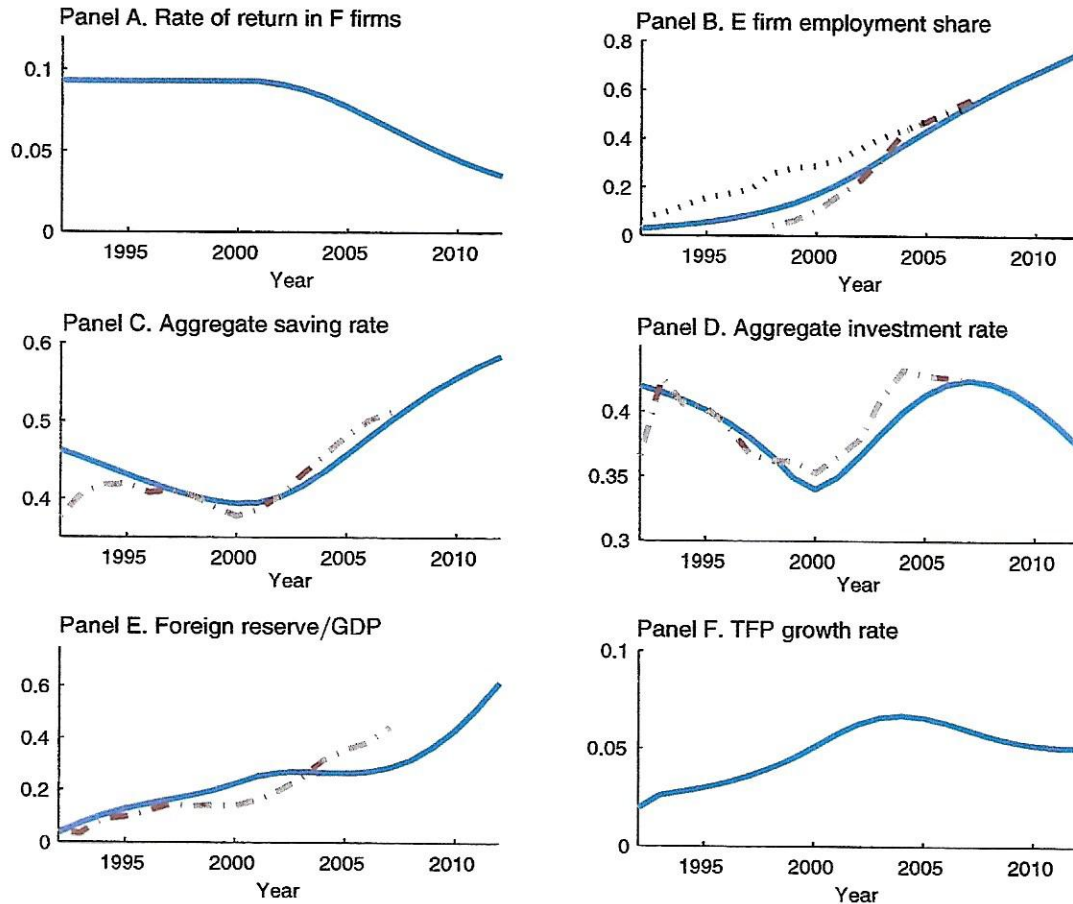 Panel A. Rate of return in F firms
0.1
0.05
0
1995 2000 2005 2010
Year
Panel B. E firm employment share
0.8
0.6
0.4
0.2
0
1995 2000 2005 2010
Year
Panel C. Aggregate saving rate
0.6
0.5
0.4
1995 2000 2005 2010
Year
Panel D. Aggregate investment rate
0.4
0.35
0.3
1995 2000 2005 2010
Year
Panel E. Foreign reserve/GDP
0.6
0.4
0.2
0
1995 2000 2005 2010
Year
Panel F. TFP growth rate
0.1
0.05
0
1995 2000 2005 2010
Year